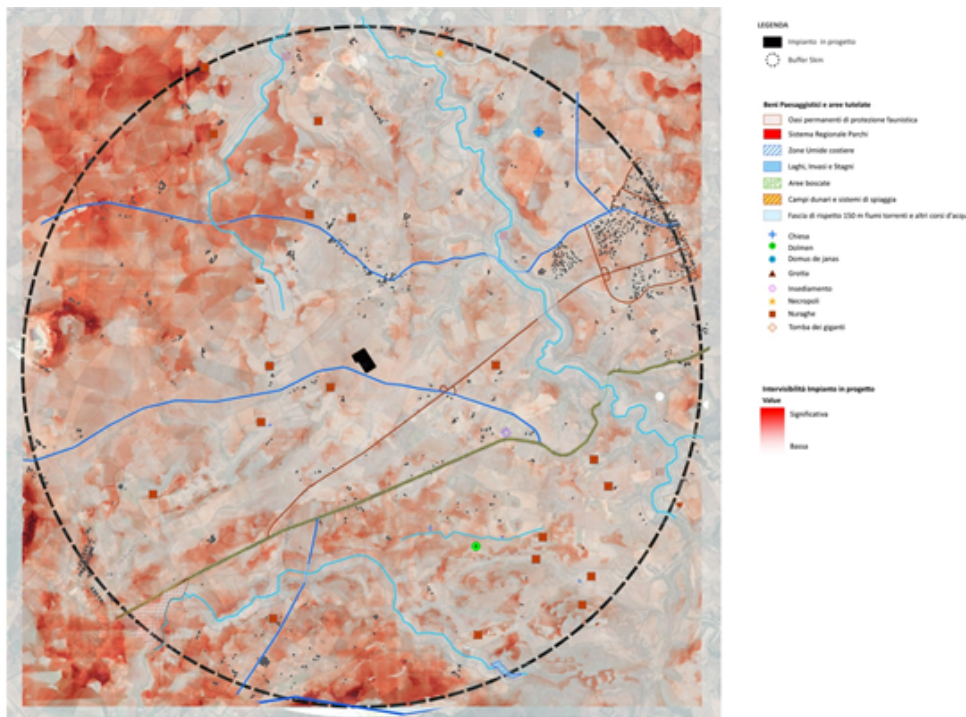 LEGENDA
Impianto in progetto
Buffer 5km
Beni Paesaggistici e aree tutelate
Oasi permanenti di protezione faunistica
Sistema Regionale Parchi
Zone Umide costiere
Laghi, Invasi e Stagni
Aree boscate
Campi dunari e sistemi di spiaggia
Fascia di rispetto 150 m fiumi torrenti e altri corsi d'acqu
Chiesa
Dolmen
Domus de janas
Grotta
Insediamento
Necropoli
Nuraghe
Tomba dei giganti
Intervisibilità Impianto in progetto
Value
Significativa
Bassa